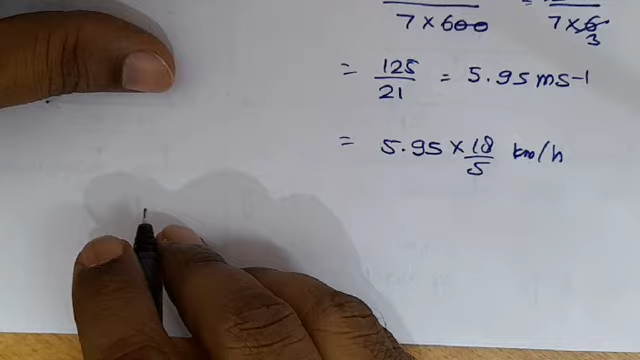 7 × 600 7 × 6
3
= 125/21 = 5.95 ms-1
= 5.95 × 18/5 km/h